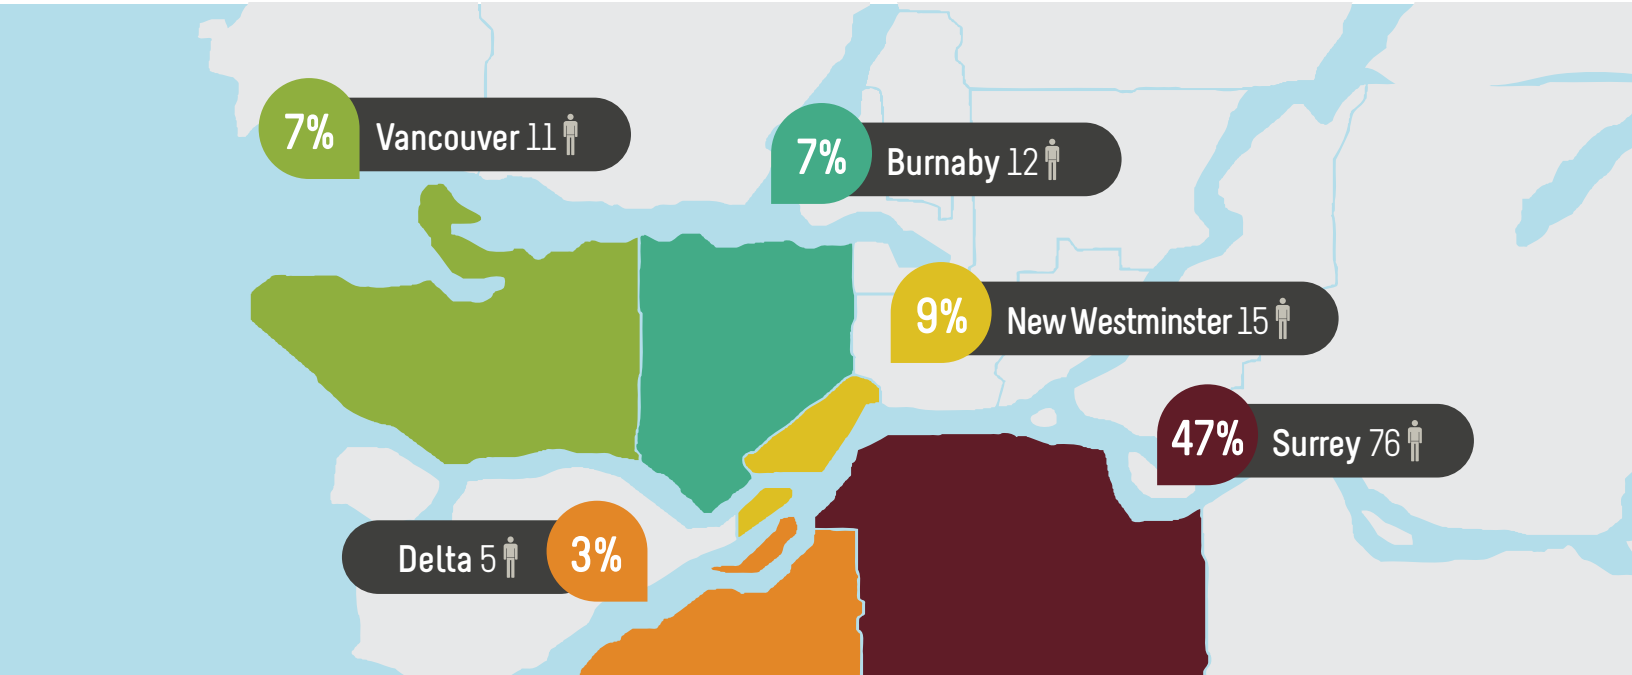 7% Vancouver 11
7% Burnaby 12
9% New Westminster 15
47% Surrey 76
Delta 5 3%